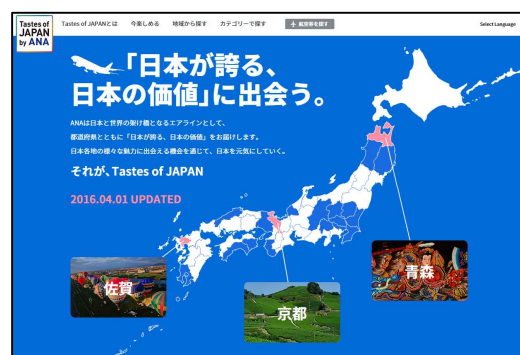 Tastes of
JAPAN
by ANA
Tastes of JAPANとは 今楽しめる 地域から探す カテゴリーで探す + 航空券を探す Select Language
「日本が誇る、
日本の価値」に出会う。
ANAは日本と世界の架け橋となるエアラインとして、
都道府県とともに「日本が誇る、日本の価値」をお届けします。
日本各地の様々な魅力に出会える機会を通じて、日本を元気にしていく。
それが、Tastes of JAPAN
2016.04.01 UPDATED
青森
佐賀
京都